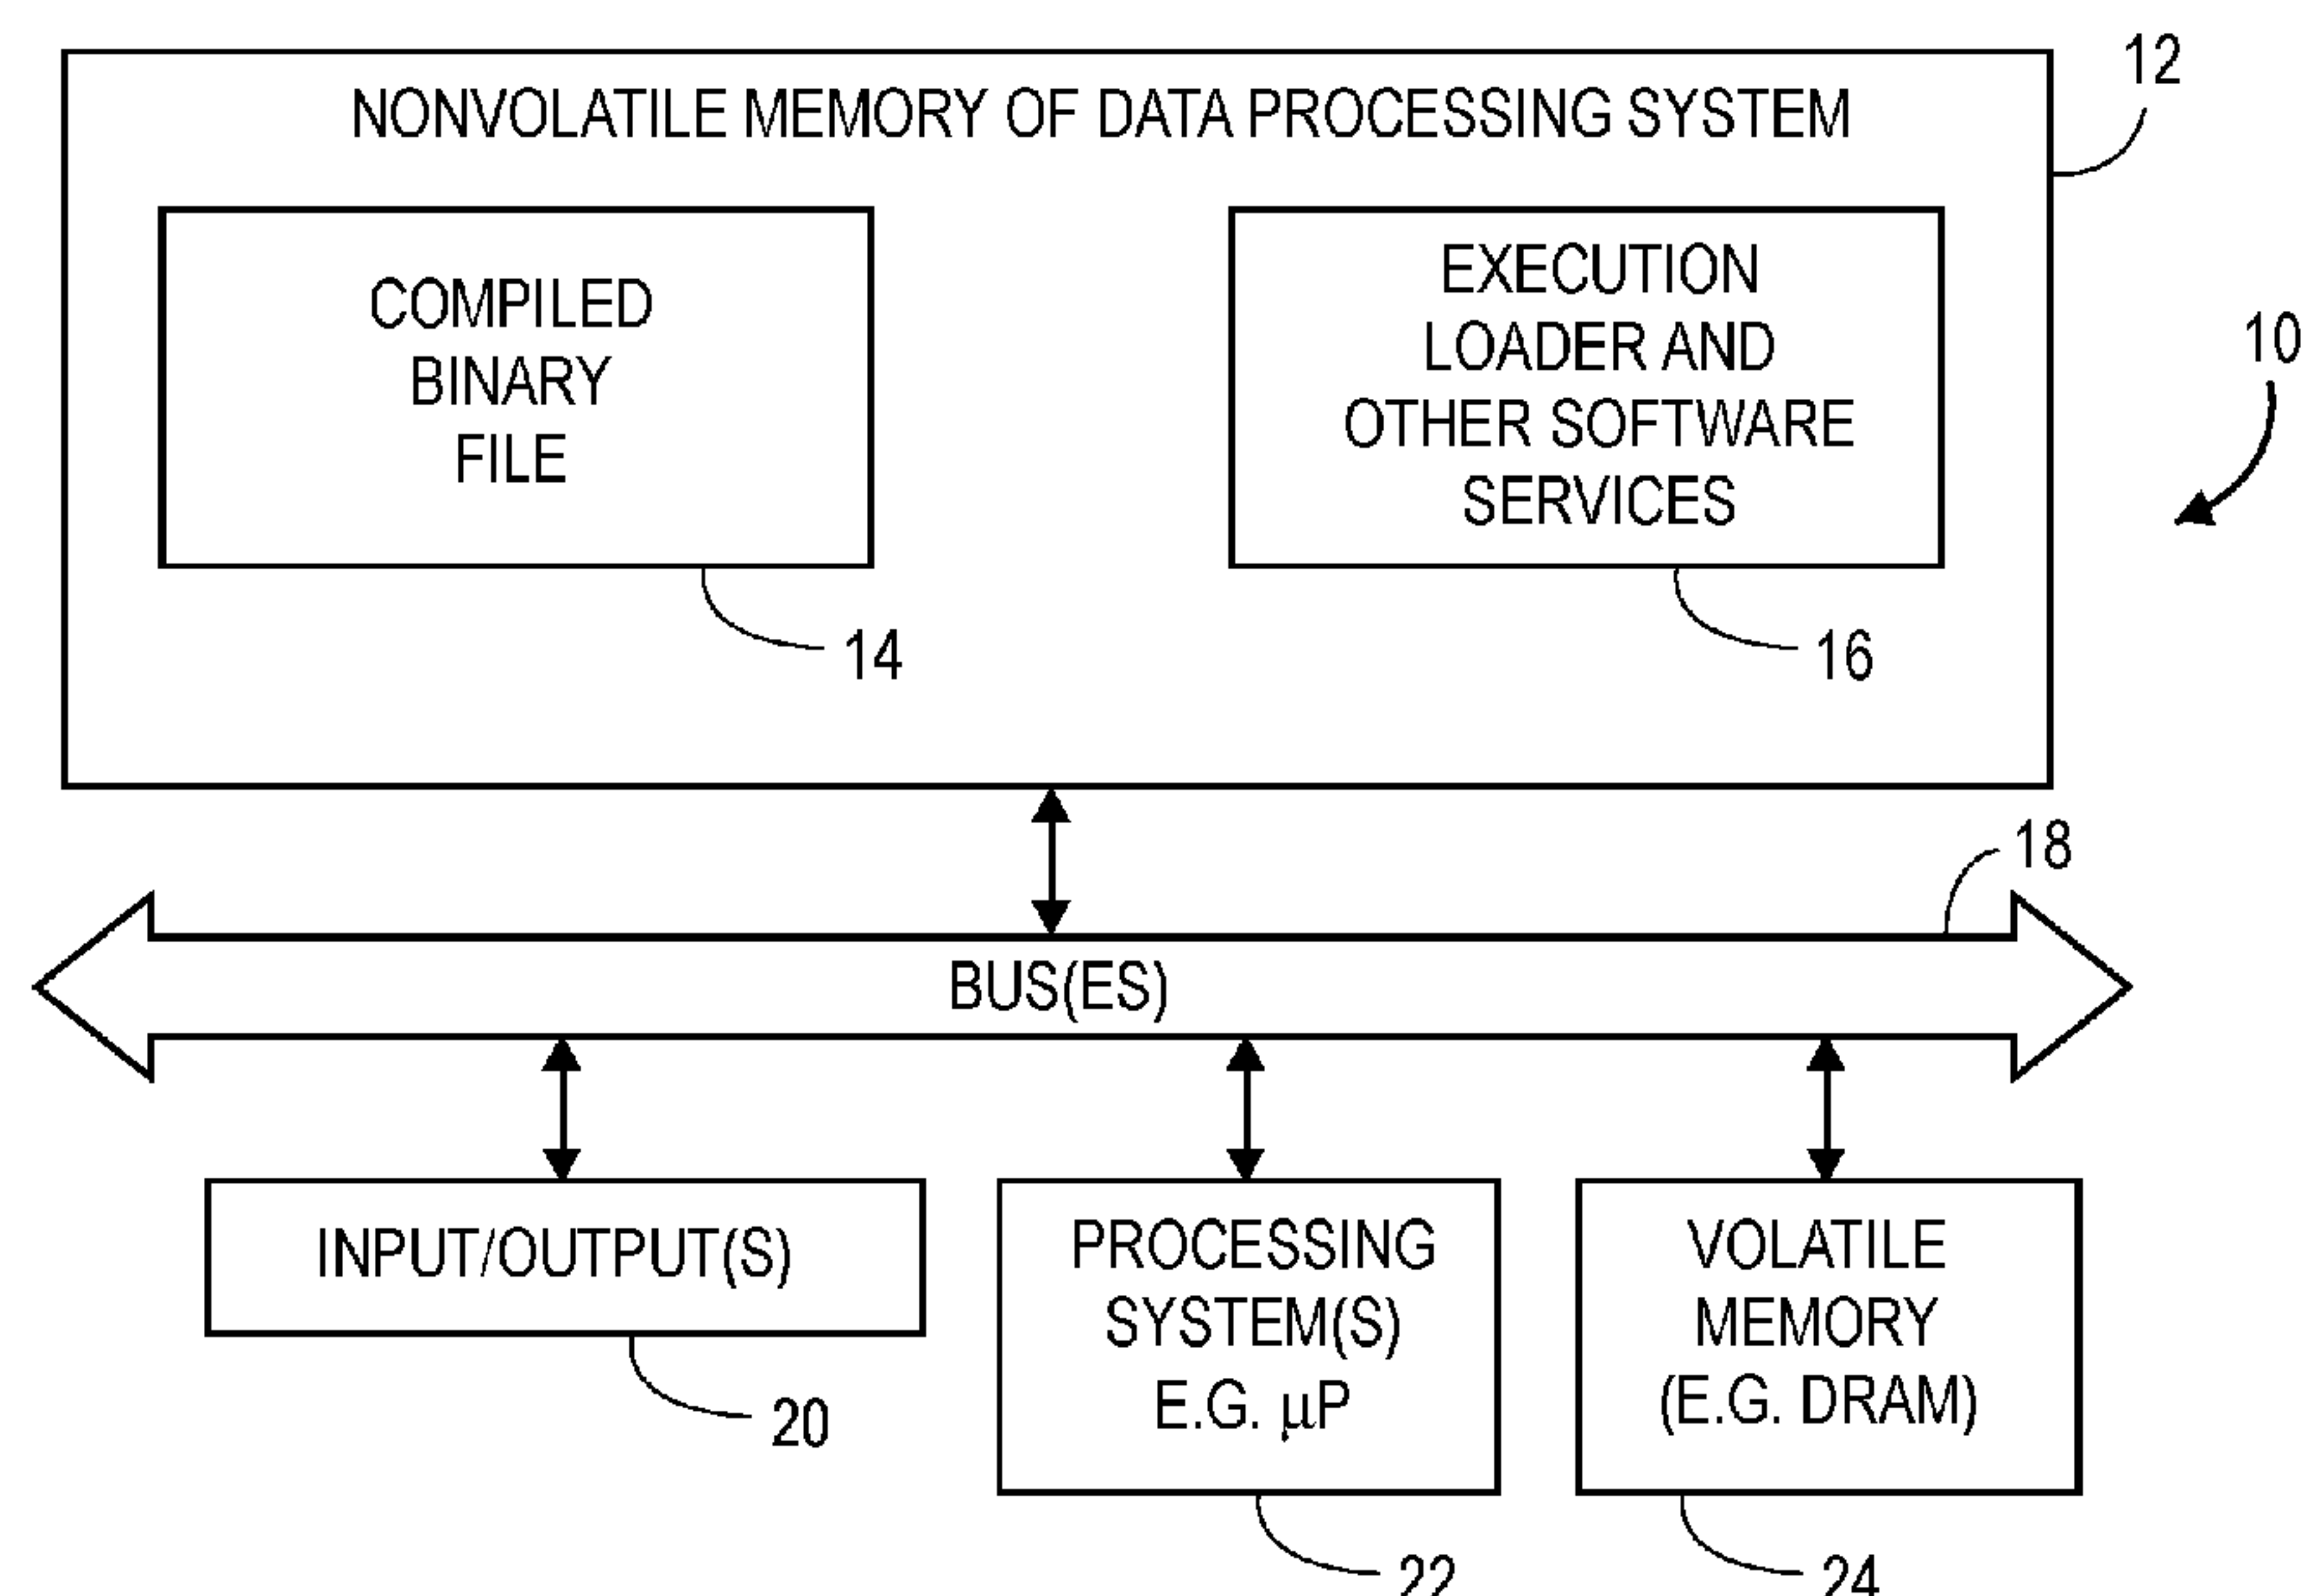 12
NONVOLATILE MEMORY OF DATA PROCESSING SYSTEM
COMPILED
BINARY
FILE
EXECUTION
LOADER AND
OTHER SOFTWARE
SERVICES
10
14
16
18
BUS(ES)
INPUT/OUTPUT(S)
PROCESSING
SYSTEM(S)
E.G. μP
VOLATILE
MEMORY
(E.G. DRAM)
20
22
24